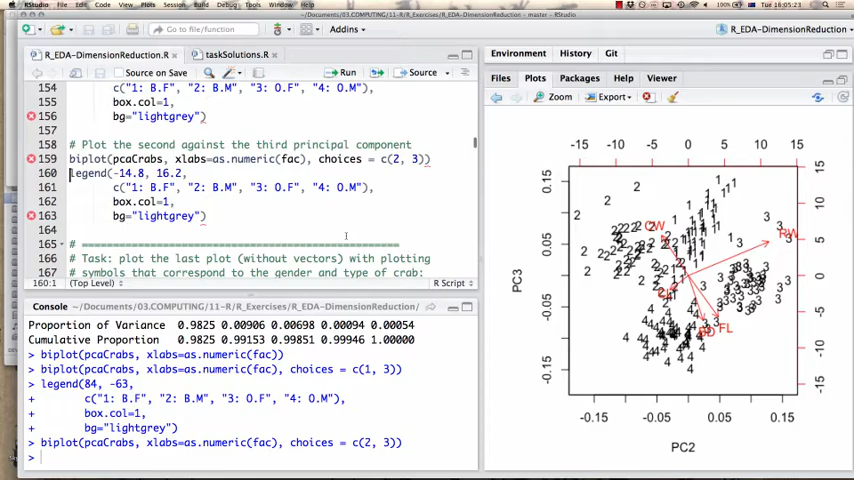 RStudio File Edit Code View Plots Session Build Debug Tools Window Help 100% 16:05:23
~/Documents/03.COMPUTING/11-R/R_Exercises/R_EDA-DimensionReduction - master - RStudio
Addins
R_EDA-DimensionReduction
R_EDA-DimensionReduction.R
taskSolutions.R
Source on Save
Run
Source
154 c("1: B.F", "2: B.M", "3: O.F", "4: O.M"),
155 box.col=1,
156 bg="lightgrey")
157
158 # Plot the second against the third principal component
159 biplot(pcaCrabs, xlabs=as.numeric(fac), choices = c(2, 3))
160 legend(-14.8, 16.2,
161 c("1: B.F", "2: B.M", "3: O.F", "4: O.M"),
162 box.col=1,
163 bg="lightgrey")
164
165 # ==================================================
166 # Task: plot the last plot (without vectors) with plotting
167 # symbols that correspond to the gender and type of crab:
160:1 (Top Level) R Script
Console ~/Documents/03.COMPUTING/11-R/R_Exercises/R_EDA-DimensionReduction/
Proportion of Variance 0.9825 0.00906 0.00698 0.00094 0.00054
Cumulative Proportion 0.9825 0.99153 0.99851 0.99946 1.00000
> biplot(pcaCrabs, xlabs=as.numeric(fac))
> biplot(pcaCrabs, xlabs=as.numeric(fac), choices = c(1, 3))
> legend(84, -63,
+ c("1: B.F", "2: B.M", "3: O.F", "4: O.M"),
+ box.col=1,
+ bg="lightgrey")
> biplot(pcaCrabs, xlabs=as.numeric(fac), choices = c(2, 3))
>
Environment History Git
Files Plots Packages Help Viewer
Zoom Export
-15 -10 -5 0 5 10 15
15
10
5
0
-5
-10
-15
0.15
0.05
-0.05
-0.15
PC3
CW
RW
FL
-0.15 -0.05 0.05 0.15
PC2